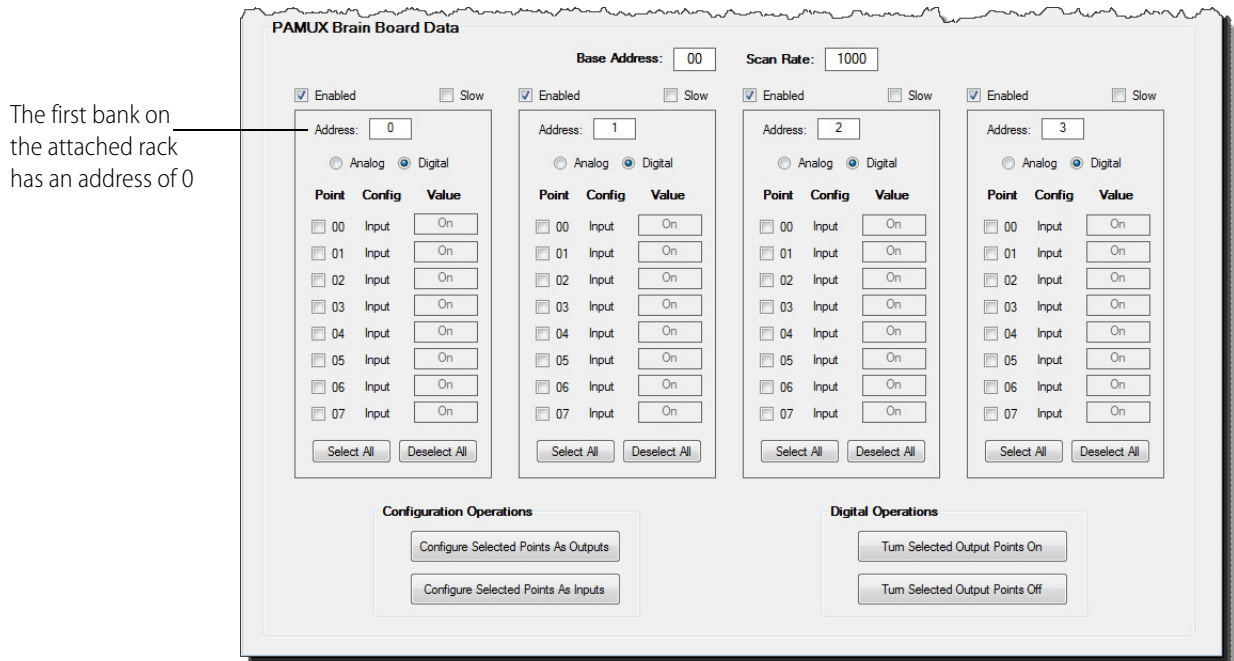 PAMUX Brain Board Data
Base Address: 00 Scan Rate: 1000
The first bank on
the attached rack
has an address of 0
Enabled Slow Enabled Slow Enabled Slow Enabled Slow
Address: 0 Address: 1 Address: 2 Address: 3
Analog Digital Analog Digital Analog Digital Analog Digital
Point Config Value Point Config Value Point Config Value Point Config Value
00 Input On 00 Input On 00 Input On 00 Input On
01 Input On 01 Input On 01 Input On 01 Input On
02 Input On 02 Input On 02 Input On 02 Input On
03 Input On 03 Input On 03 Input On 03 Input On
04 Input On 04 Input On 04 Input On 04 Input On
05 Input On 05 Input On 05 Input On 05 Input On
06 Input On 06 Input On 06 Input On 06 Input On
07 Input On 07 Input On 07 Input On 07 Input On
Select All Deselect All Select All Deselect All Select All Deselect All Select All Deselect All
Configuration Operations Digital Operations
Configure Selected Points As Outputs Turn Selected Output Points On
Configure Selected Points As Inputs Turn Selected Output Points Off